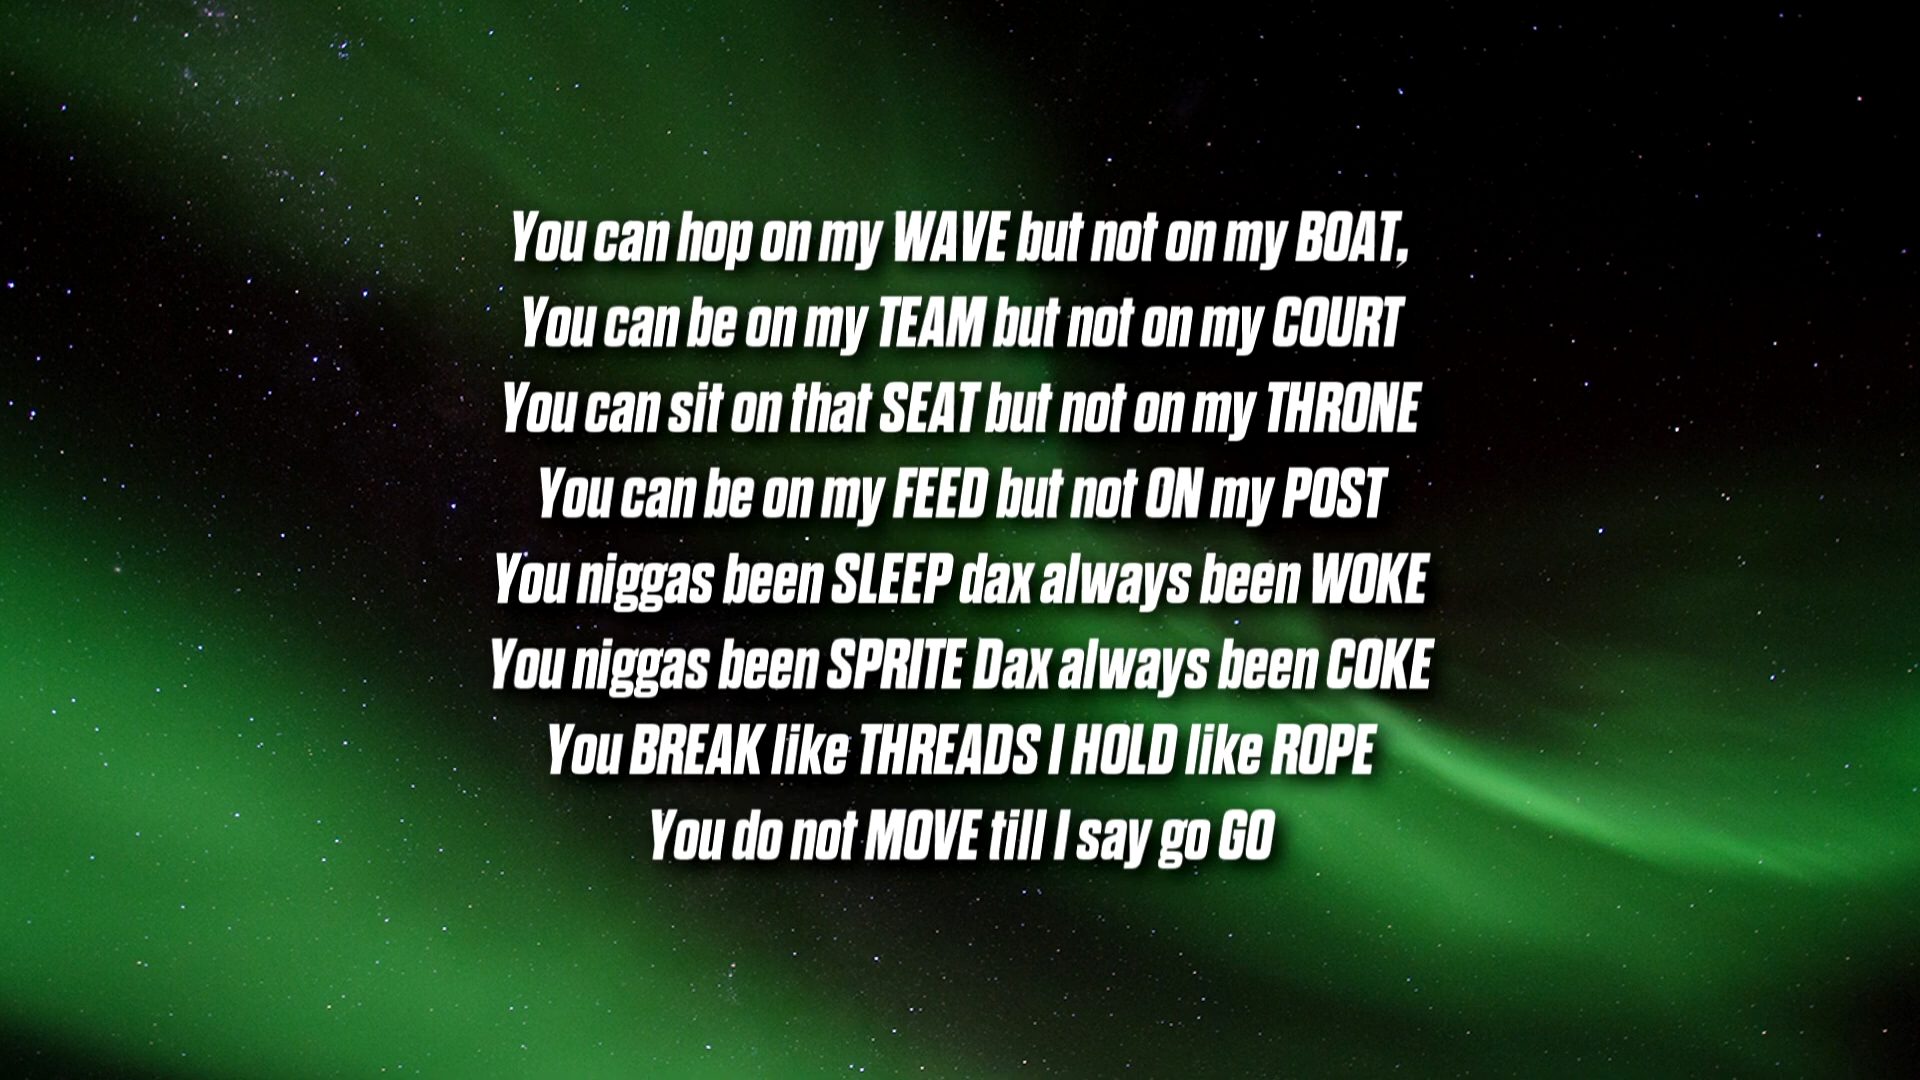 You can hop on my WAVE but not on my BOAT,
You can be on my TEAM but not on my COURT
You can sit on that SEAT but not on my THRONE
You can be on my FEED but not ON my POST
You niggas been SLEEP dax always been WOKE
You niggas been SPRITE Dax always been COKE
You BREAK like THREADS I HOLD like ROPE
You do not MOVE till I say go GO